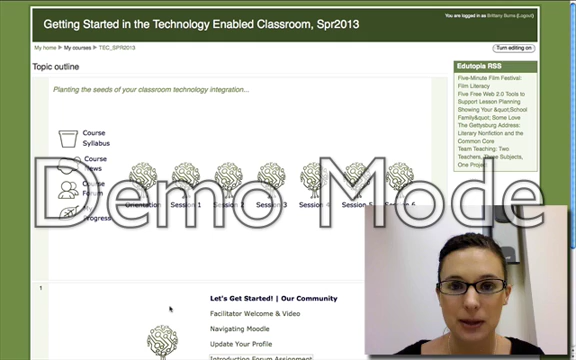 Getting Started in the Technology Enabled Classroom, Spr2013
You are logged in as Brittany Burns (Logout)
My home ▸ My courses ▸ TEC_SPR2013
Turn editing on
Topic outline
Planting the seeds of your classroom technology integration...
Course
Syllabus
Course
News
Course
Forum
My
Progress
Orientation
Session 1
Session 2
Session 3
Session 4
Session 5
Session 6
Edutopia RSS
Five-Minute Film Festival:
Film Literacy
Five Free Web 2.0 Tools to
Support Lesson Planning
Showing Your &quot;School
Family&quot; Some Love
The Gettysburg Address:
Literary Nonfiction and the
Common Core
Team Teaching: Two
Teachers, Three Subjects,
One Project
Demo Mode
1
Let's Get Started! | Our Community
Facilitator Welcome & Video
Navigating Moodle
Update Your Profile
Introduction Forum Assignment